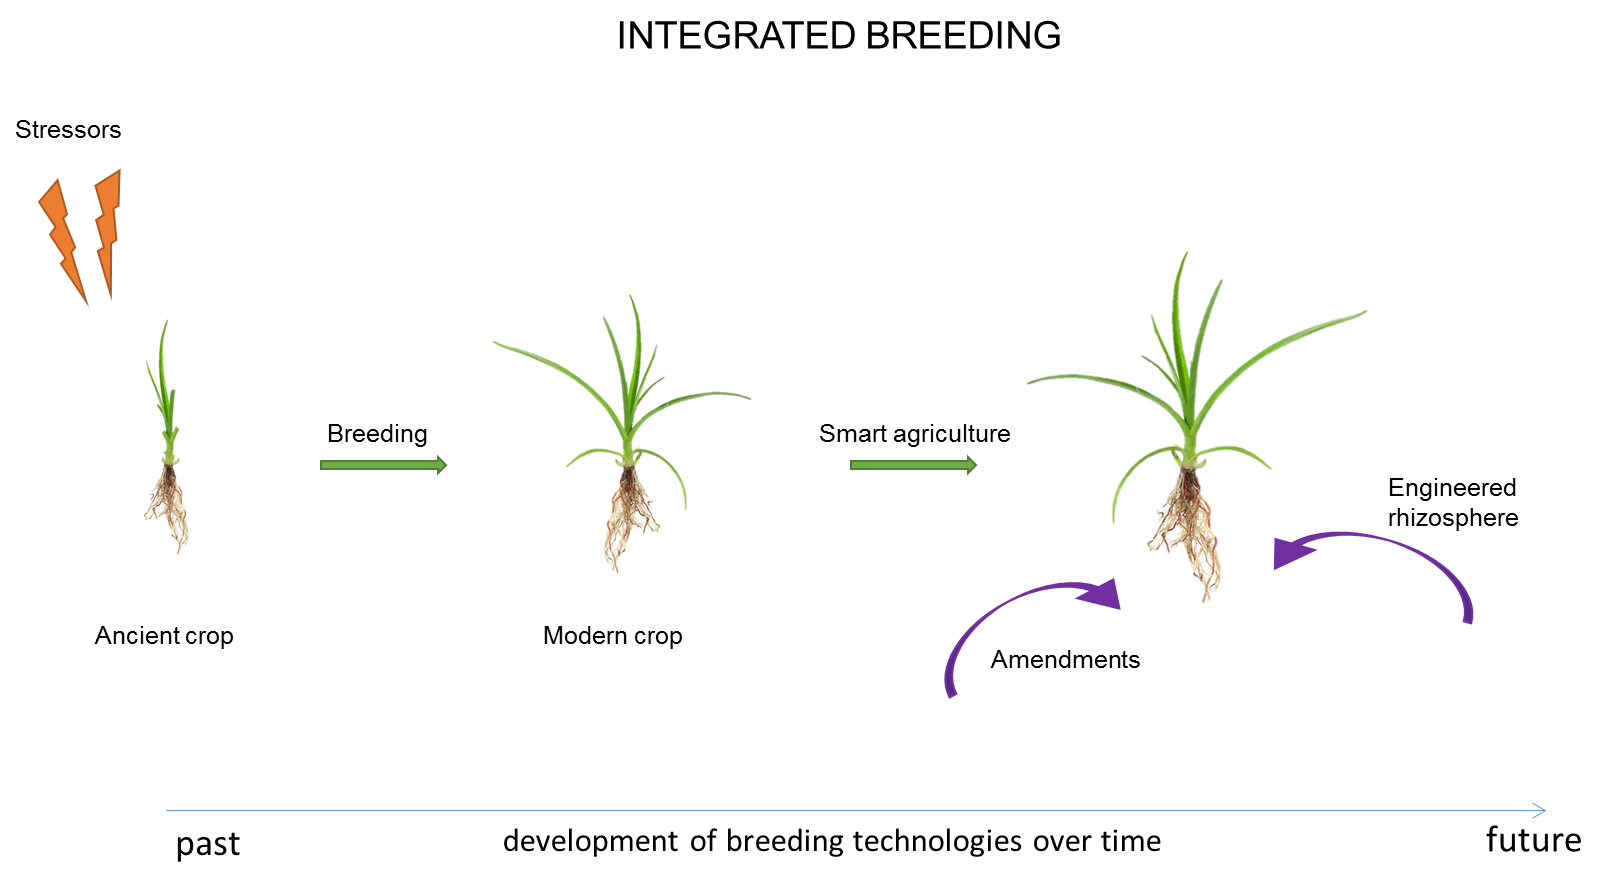 INTEGRATED BREEDING
Stressors
Breeding
Smart agriculture
Engineered
rhizosphere
Ancient crop
Modern crop
Amendments
past
development of breeding technologies over time
future